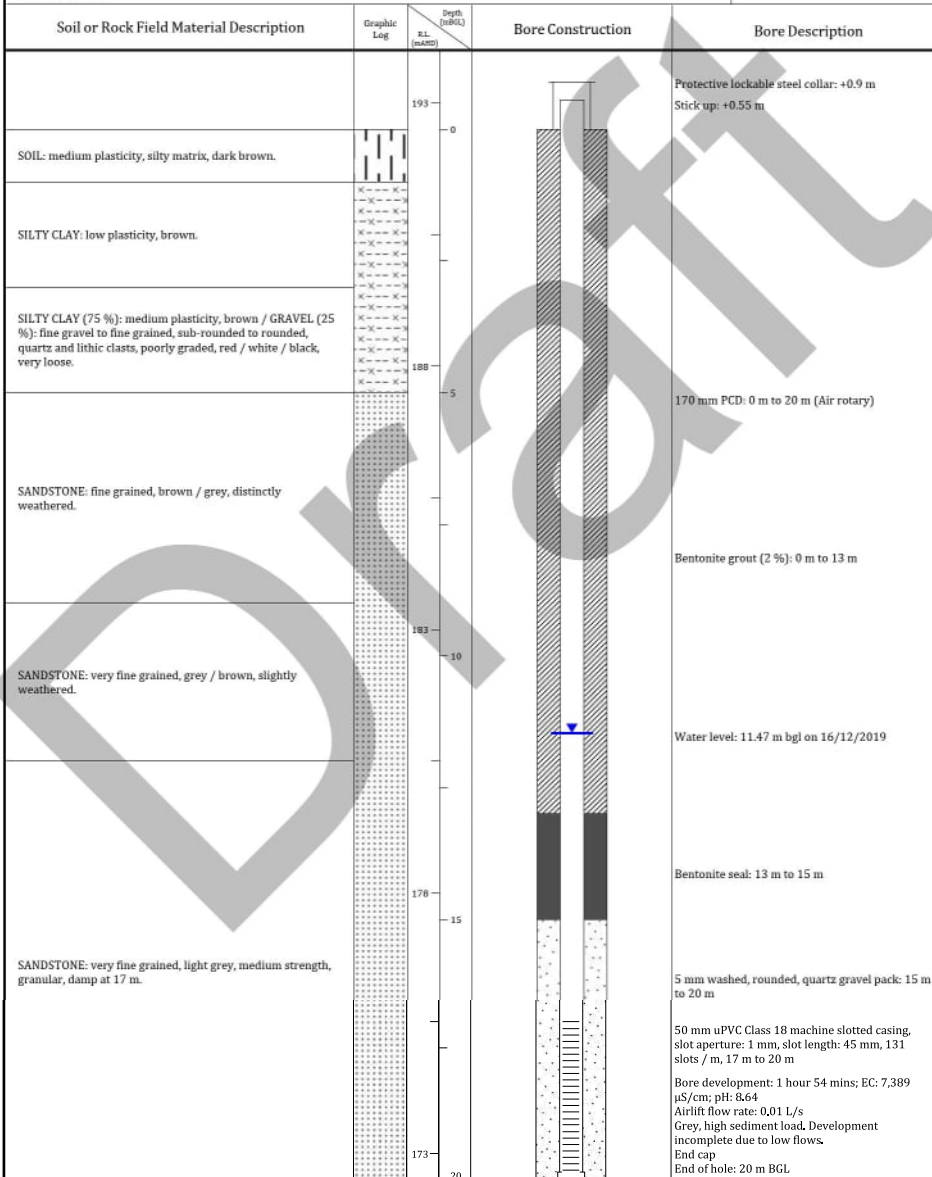 Soil or Rock Field Material Description
Graphic
Log
R.L.
(mAHD)
Depth
(mBGL)
Bore Construction
Bore Description
Protective lockable steel collar: +0.9 m
193
Stick up: +0.55 m
0
SOIL: medium plasticity, silty matrix, dark brown.
SILTY CLAY: low plasticity, brown.
SILTY CLAY (75 %): medium plasticity, brown / GRAVEL (25
%): fine gravel to fine grained, sub-rounded to rounded,
quartz and lithic clasts, poorly graded, red / white / black,
very loose.
188
5
170 mm PCD: 0 m to 20 m (Air rotary)
SANDSTONE: fine grained, brown / grey, distinctly
weathered.
Bentonite grout (2 %): 0 m to 13 m
183
10
SANDSTONE: very fine grained, grey / brown, slightly
weathered.
Water level: 11.47 m bgl on 16/12/2019
Bentonite seal: 13 m to 15 m
178
15
SANDSTONE: very fine grained, light grey, medium strength,
granular, damp at 17 m.
5 mm washed, rounded, quartz gravel pack: 15 m
to 20 m
50 mm uPVC Class 18 machine slotted casing,
slot aperture: 1 mm, slot length: 45 mm, 131
slots / m, 17 m to 20 m
Bore development: 1 hour 54 mins; EC: 7,389
µS/cm; pH: 8.64
Airlift flow rate: 0.01 L/s
Grey, high sediment load. Development
incomplete due to low flows.
End cap
End of hole: 20 m BGL
173
20
Draft